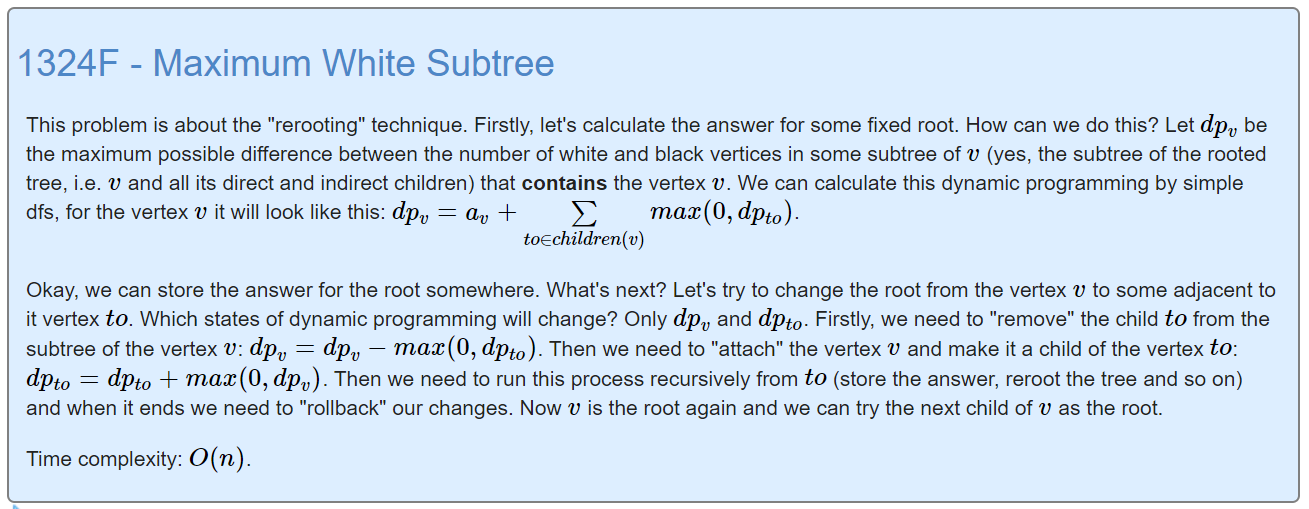 1324F - Maximum White Subtree
This problem is about the "rerooting" technique. Firstly, let's calculate the answer for some fixed root. How can we do this? Let dp_v be
the maximum possible difference between the number of white and black vertices in some subtree of v (yes, the subtree of the rooted
tree, i.e. v and all its direct and indirect children) that contains the vertex v. We can calculate this dynamic programming by simple
dfs, for the vertex v it will look like this: dp_v = a_v + ∑_{to∈children(v)} max(0, dp_{to}).
Okay, we can store the answer for the root somewhere. What's next? Let's try to change the root from the vertex v to some adjacent to
it vertex to. Which states of dynamic programming will change? Only dp_v and dp_{to}. Firstly, we need to "remove" the child to from the
subtree of the vertex v: dp_v = dp_v − max(0, dp_{to}). Then we need to "attach" the vertex v and make it a child of the vertex to:
dp_{to} = dp_{to} + max(0, dp_v). Then we need to run this process recursively from to (store the answer, reroot the tree and so on)
and when it ends we need to "rollback" our changes. Now v is the root again and we can try the next child of v as the root.
Time complexity: O(n).